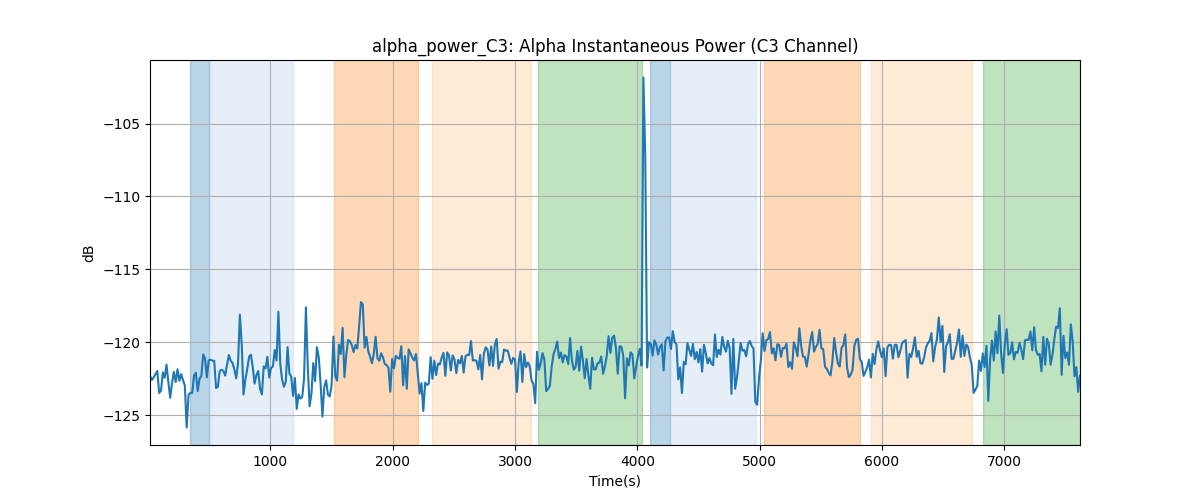 alpha_power_C3: Alpha Instantaneous Power (C3 Channel)
dB
−105
−110
−115
−120
−125
1000 2000 3000 4000 5000 6000 7000
Time(s)